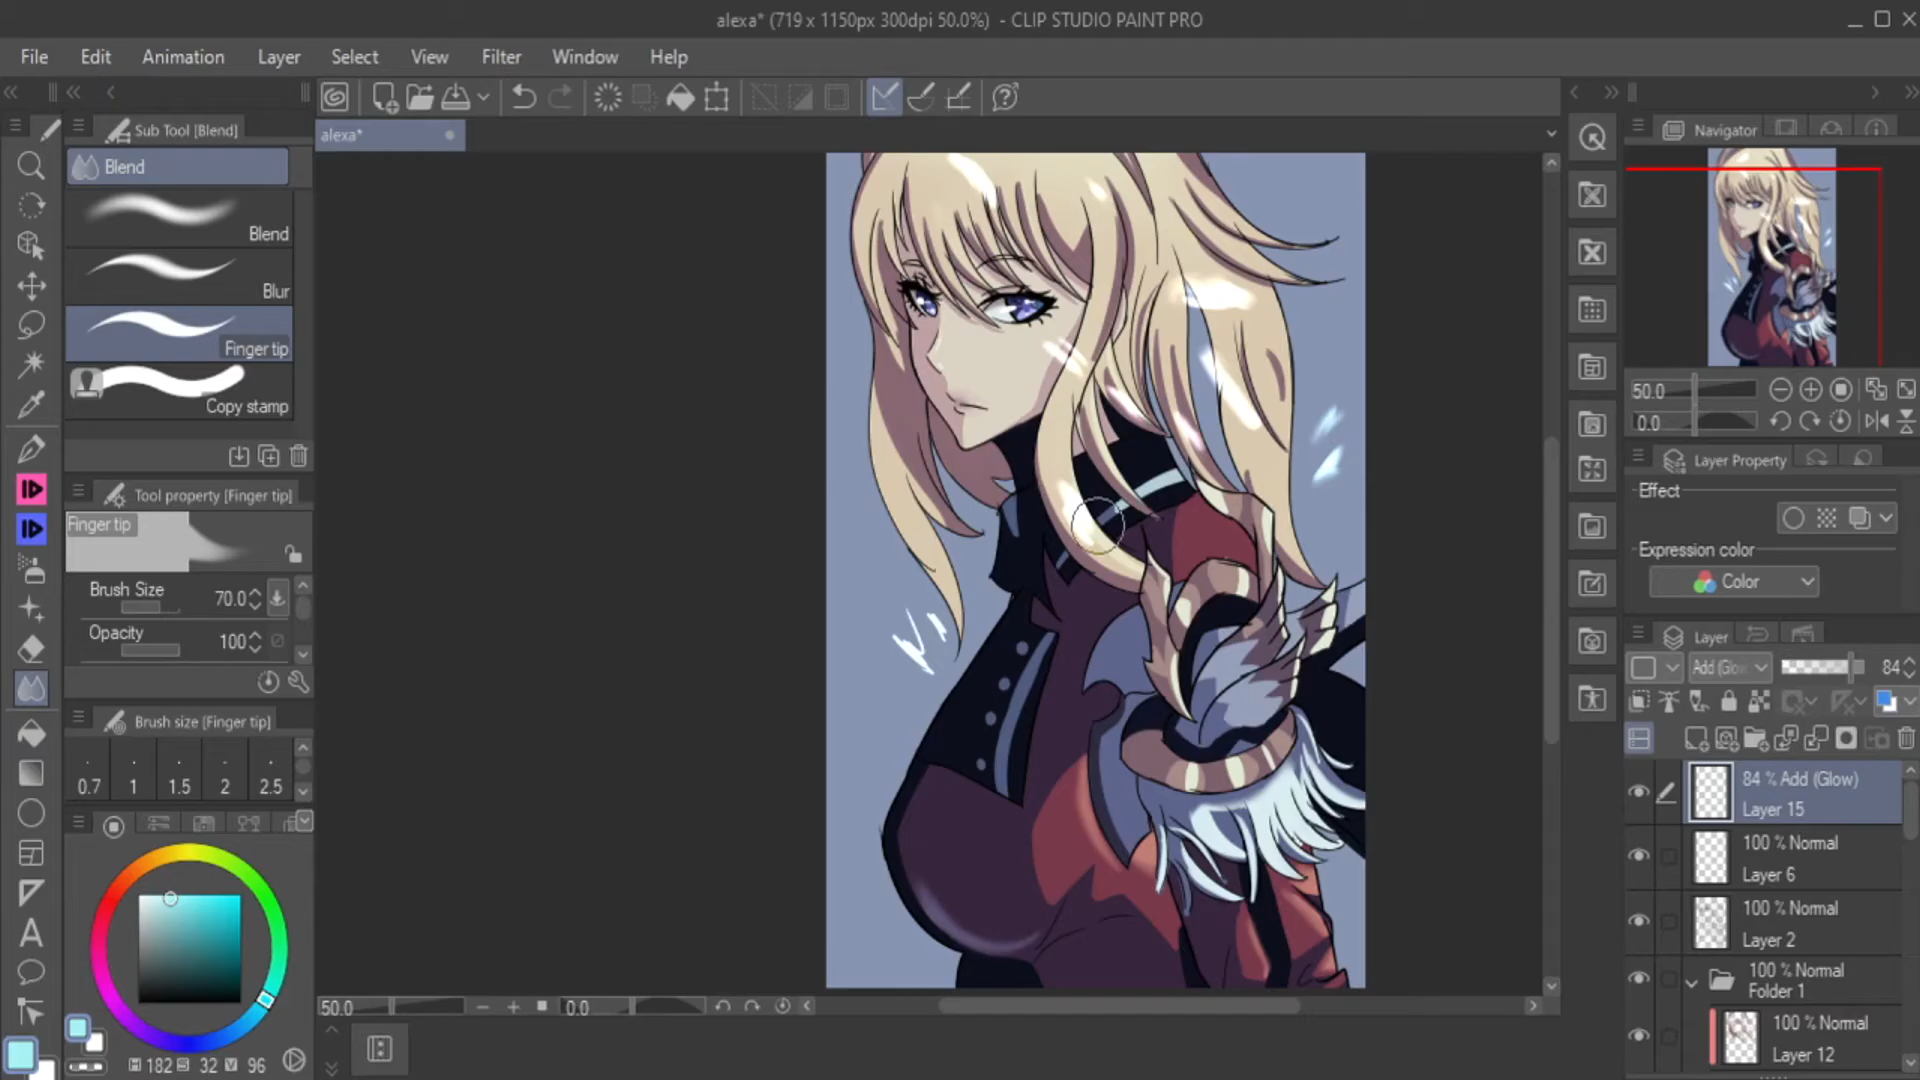 alexa* (719 x 1150px 300dpi 50.0%) - CLIP STUDIO PAINT PRO
File Edit Animation Layer Select View Filter Window Help
alexa*
Sub Tool [Blend]
Blend
Blend
Blur
Finger tip
Copy stamp
Tool property [Finger tip]
Finger tip
Brush Size 70.0
Opacity 100
Brush size [Finger tip]
0.7 1 1.5 2 2.5
H 182 S 32 V 96
50.0 0.0
Navigator
50.0
0.0
Layer Property
Effect
Expression color
Color
Layer
Add (Glow 84
84 % Add (Glow)
Layer 15
100 % Normal
Layer 6
100 % Normal
Layer 2
100 % Normal
Folder 1
100 % Normal
Layer 12